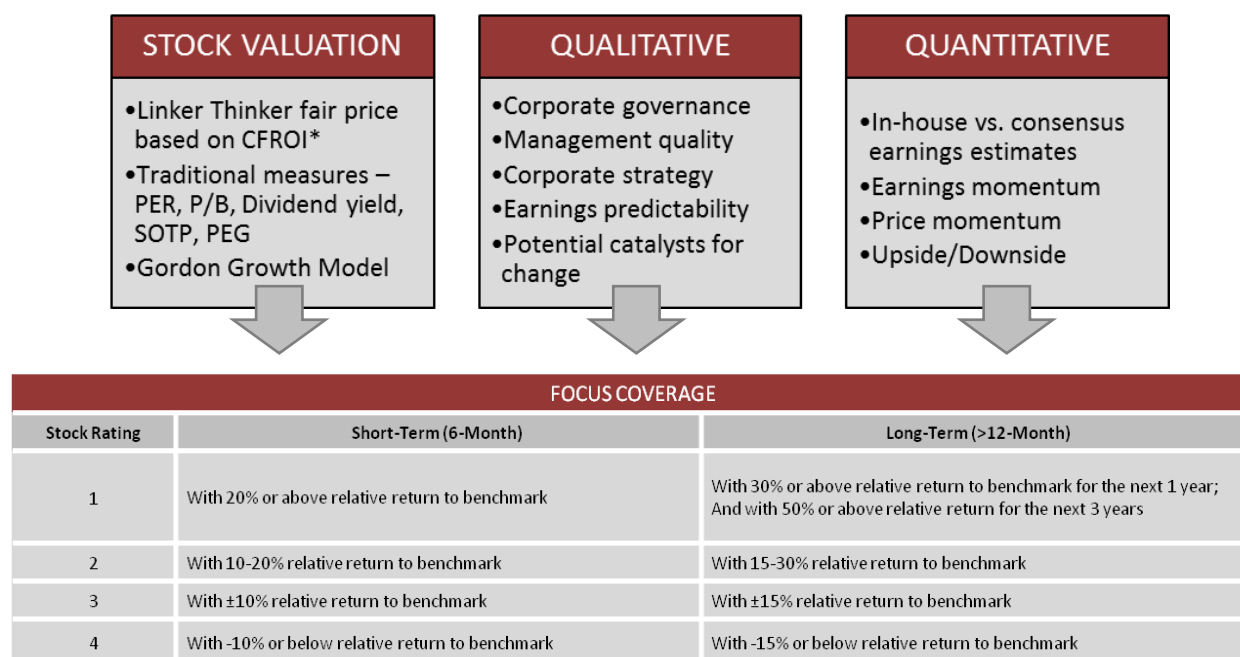 STOCK VALUATION
•Linker Thinker fair price
based on CFROI*
•Traditional measures –
PER, P/B, Dividend yield,
SOTP, PEG
•Gordon Growth Model
QUALITATIVE
•Corporate governance
•Management quality
•Corporate strategy
•Earnings predictability
•Potential catalysts for
change
QUANTITATIVE
•In-house vs. consensus
earnings estimates
•Earnings momentum
•Price momentum
•Upside/Downside
FOCUS COVERAGE
Stock Rating Short-Term (6-Month) Long-Term (>12-Month)
1 With 20% or above relative return to benchmark With 30% or above relative return to benchmark for the next 1 year;
And with 50% or above relative return for the next 3 years
2 With 10-20% relative return to benchmark With 15-30% relative return to benchmark
3 With ±10% relative return to benchmark With ±15% relative return to benchmark
4 With -10% or below relative return to benchmark With -15% or below relative return to benchmark